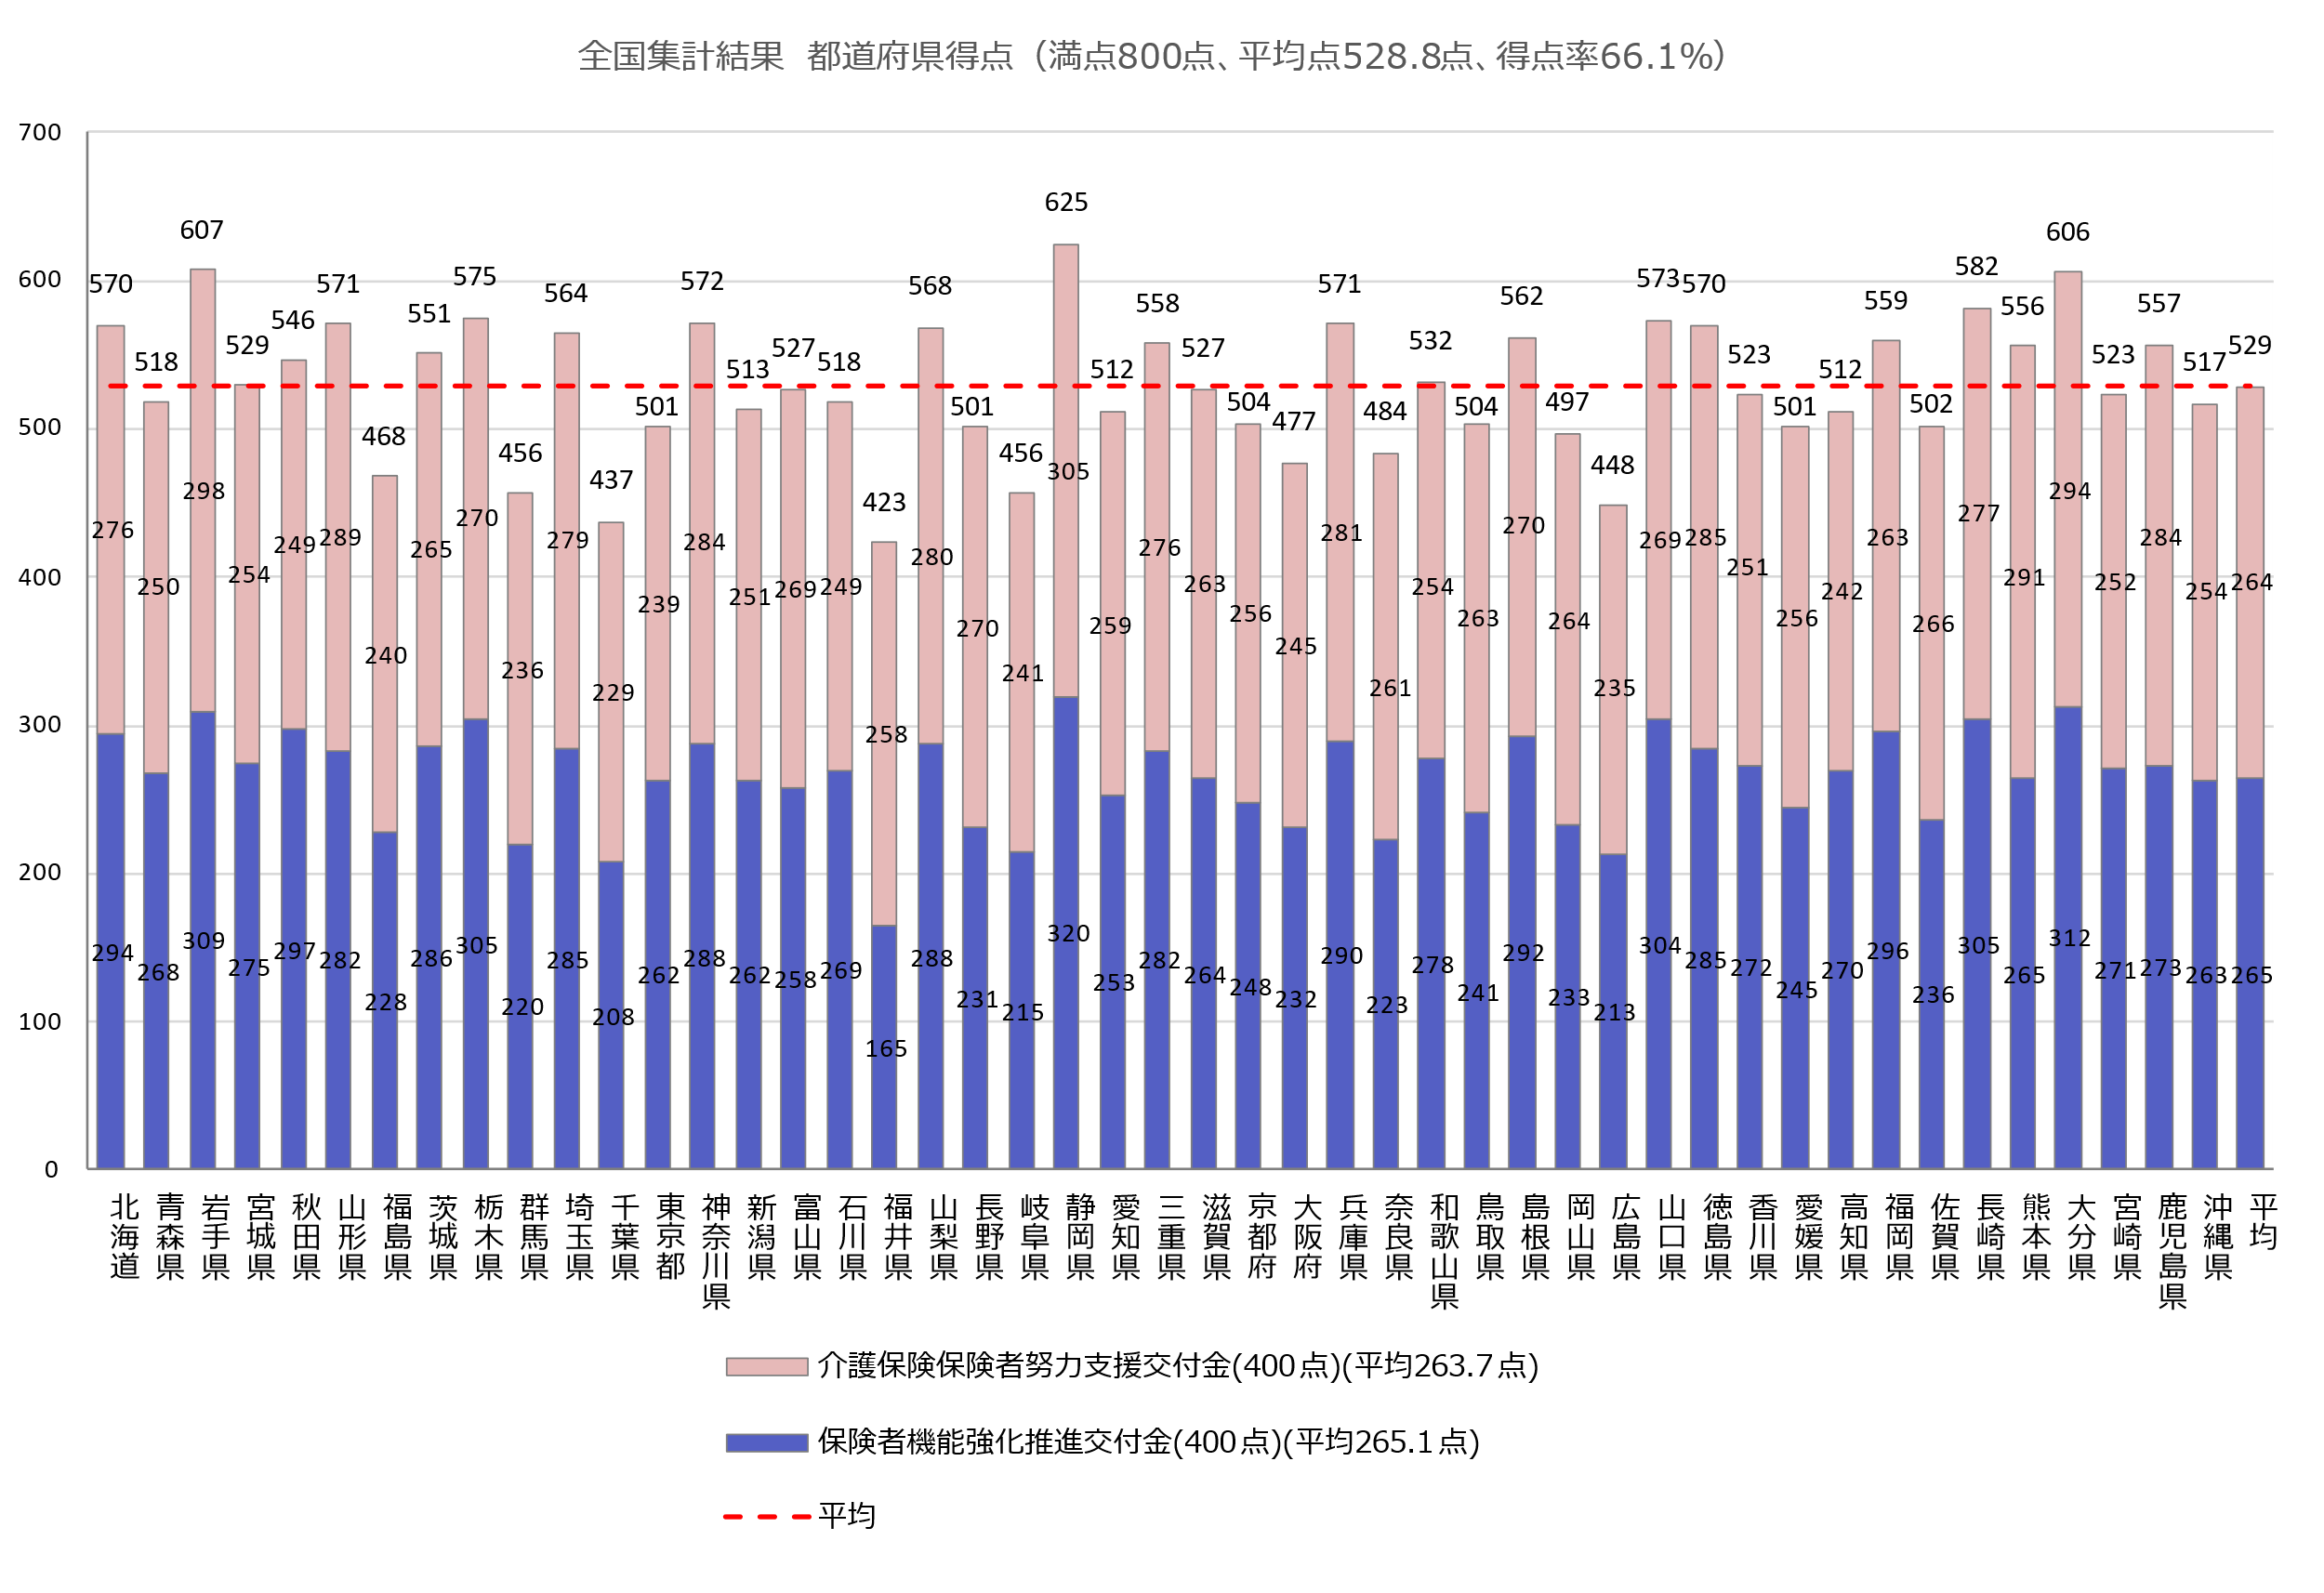 全国集計結果　都道府県得点（満点800点、平均点528.8点、得点率66.1%）
700
600
500
400
300
200
100
0
570 518 607 529 546 571 468 551 575 456 564 437 501 572 513 527 518 423 568 501 456 625 512 558 527 504 477 571 484 532 504 562 497 448 573 570 523 501 512 559 502 582 556 606 523 557 517 529
276 250 298 254 249 289 240 265 270 236 279 229 239 284 251 269 249 258 280 270 241 305 259 276 263 256 245 281 261 254 263 270 264 235 269 285 251 256 242 263 266 277 291 294 252 284 254 264
294 268 309 275 297 282 228 286 305 220 285 208 262 288 262 258 269 165 288 231 215 320 253 282 264 248 232 290 223 278 241 292 233 213 304 285 272 245 270 296 236 305 265 312 271 273 263 265
北海道
青森県
岩手県
宮城県
秋田県
山形県
福島県
茨城県
栃木県
群馬県
埼玉県
千葉県
東京都
神奈川県
新潟県
富山県
石川県
福井県
山梨県
長野県
岐阜県
静岡県
愛知県
三重県
滋賀県
京都府
大阪府
兵庫県
奈良県
和歌山県
鳥取県
島根県
岡山県
広島県
山口県
徳島県
香川県
愛媛県
高知県
福岡県
佐賀県
長崎県
熊本県
大分県
宮崎県
鹿児島県
沖縄県
平均
介護保険保険者努力支援交付金(400点)(平均263.7点)
保険者機能強化推進交付金(400点)(平均265.1点)
平均